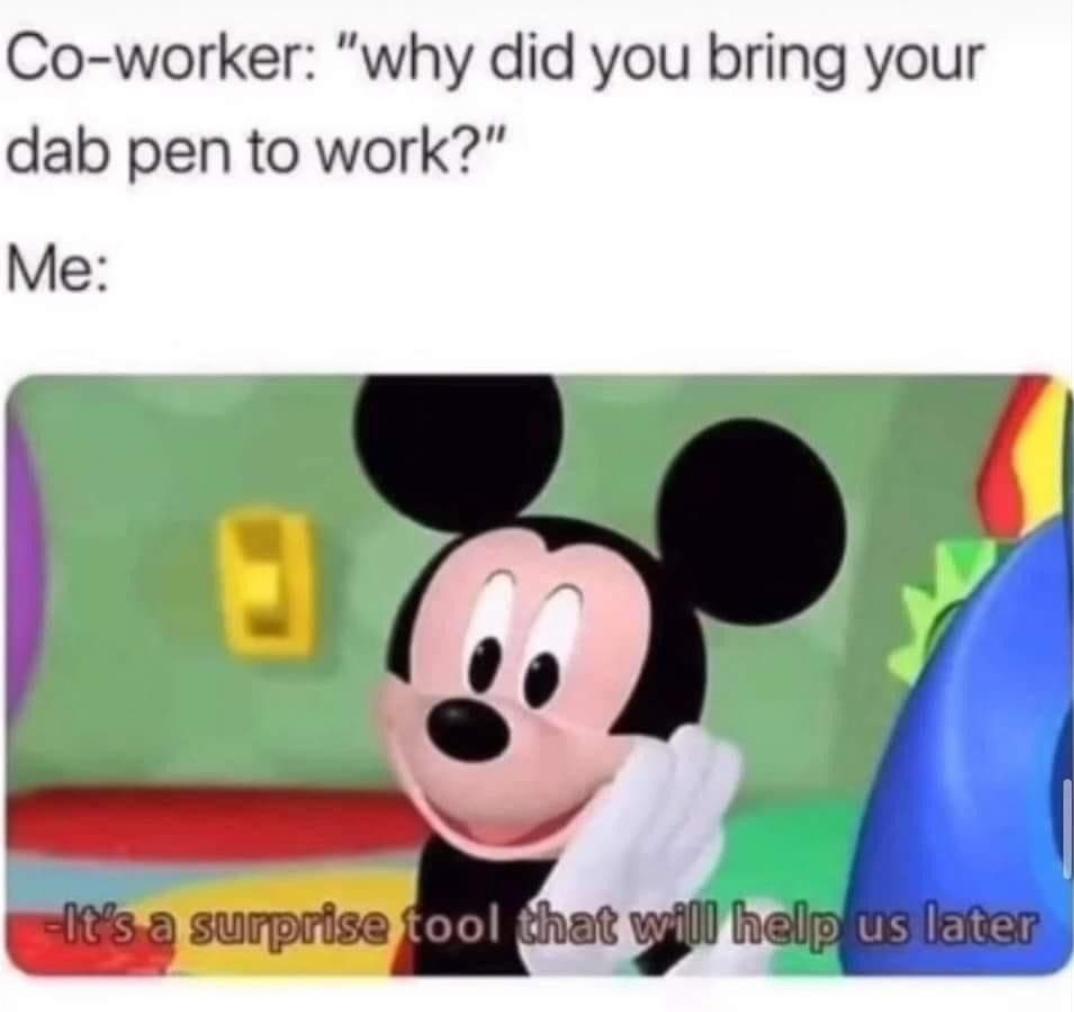 Co-worker: "why did you bring your
dab pen to work?"
Me:
-It's a surprise tool that will help us later